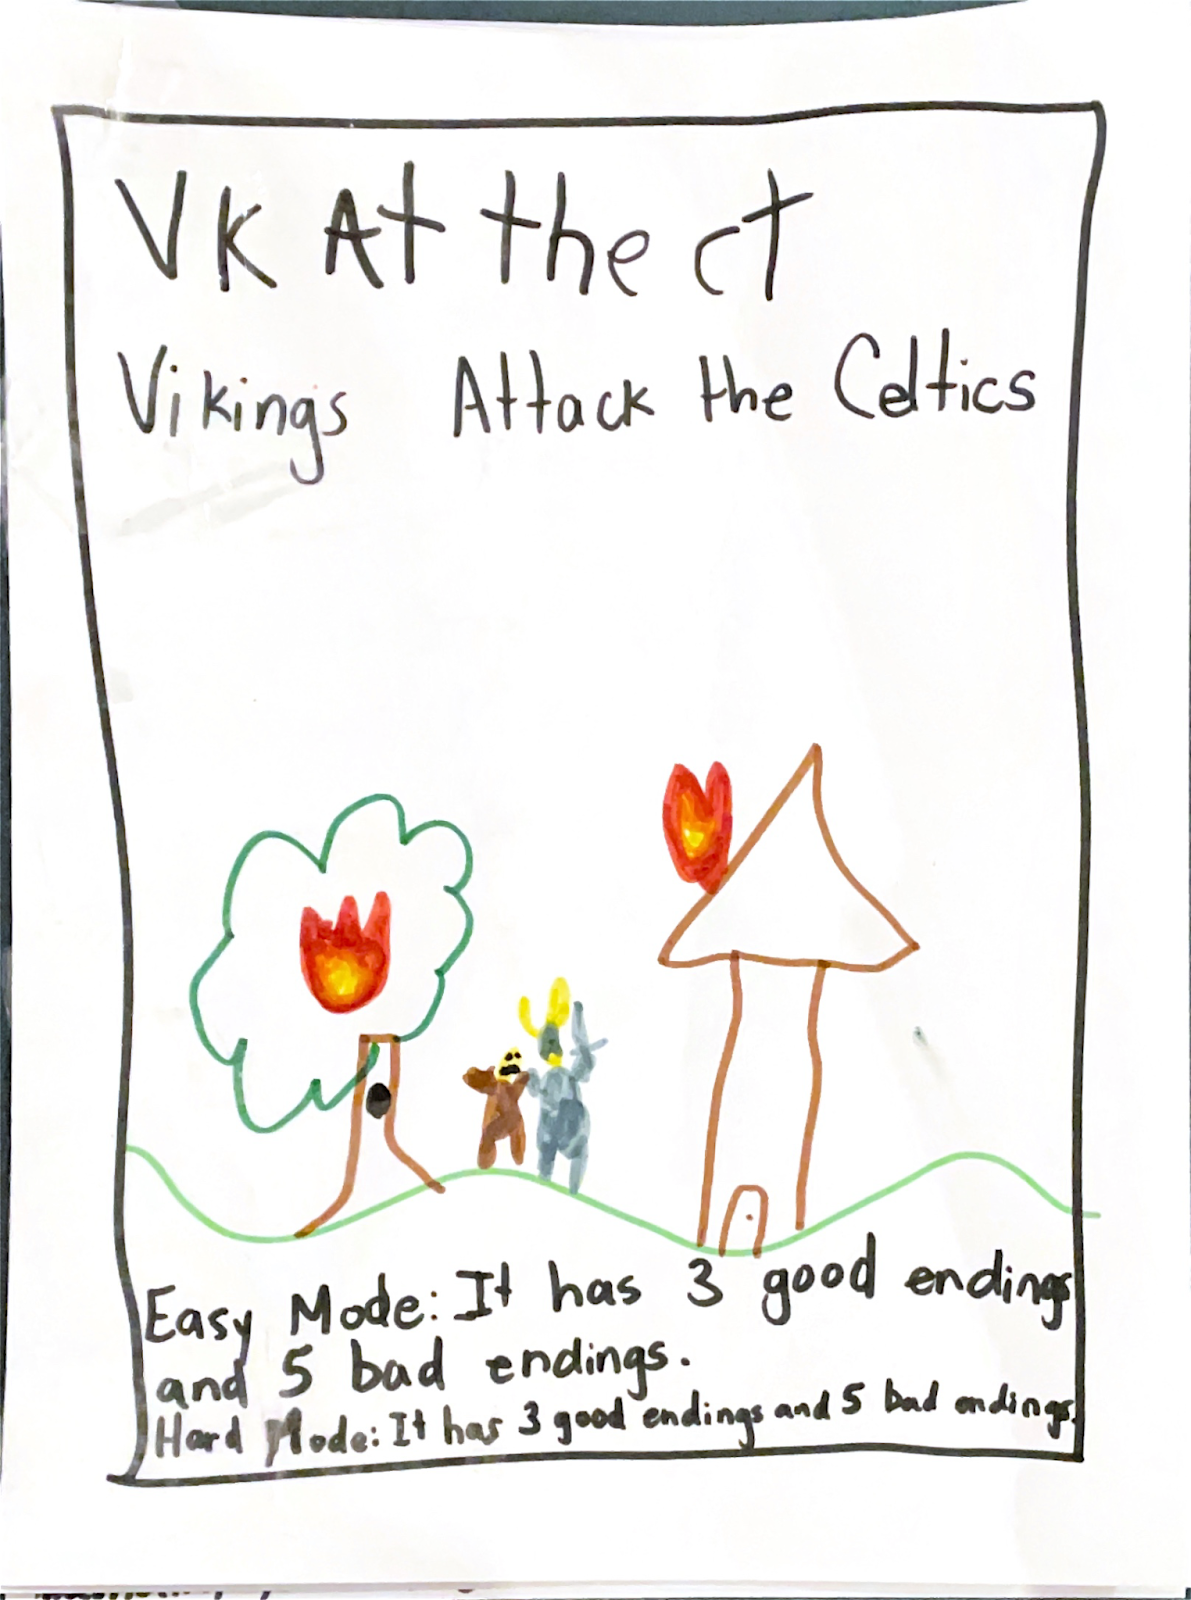 VK At the ct
Vikings Attack the Celtics
Easy Mode: It has 3 good endings
and 5 bad endings.
Hard Mode: It has 3 good endings and 5 bad endings.